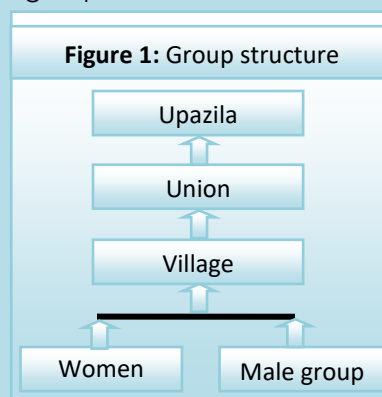 Figure 1: Group structure
Upazila
Union
Village
Women
Male group